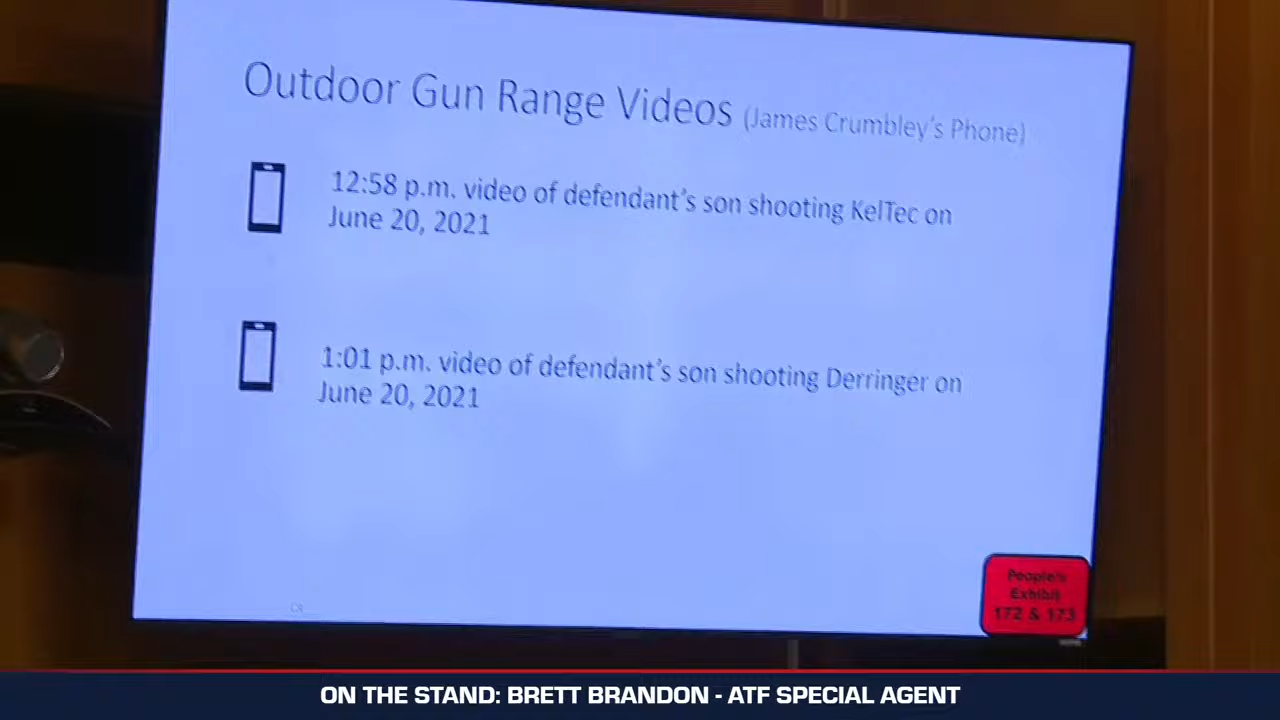 Outdoor Gun Range Videos (James Crumbley's Phone)
12:58 p.m. video of defendant's son shooting KelTec on
June 20, 2021
1:01 p.m. video of defendant's son shooting Derringer on
June 20, 2021
People's
Exhibit
172 & 173
ON THE STAND: BRETT BRANDON - ATF SPECIAL AGENT